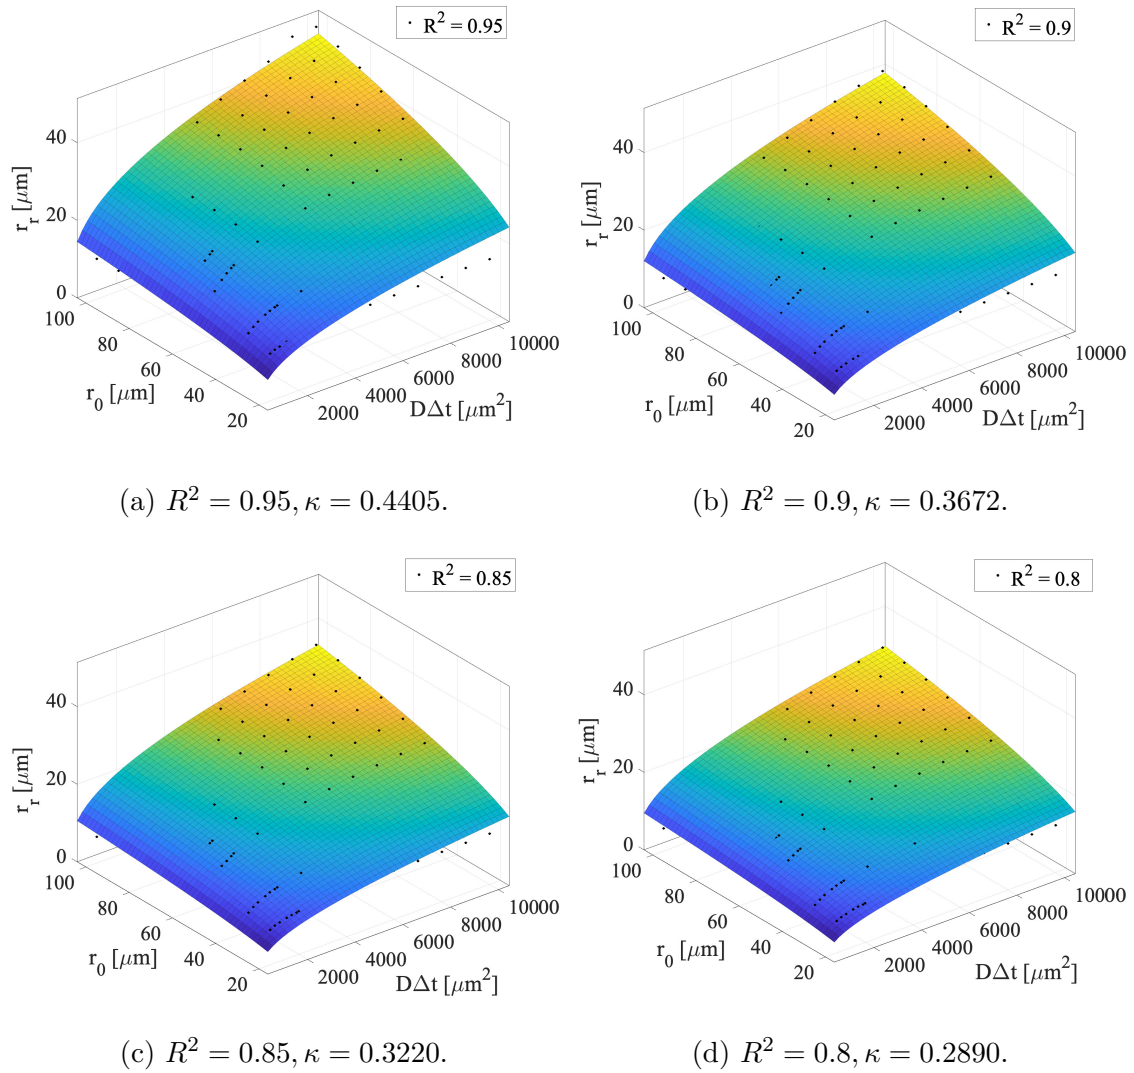 R² = 0.95
40
20
0
r_r [μm]
100
80
60
40
20
r_0 [μm]
2000
4000
6000
8000
10000
DΔt [μm²]
(a) R² = 0.95, κ = 0.4405.
R² = 0.9
40
20
0
r_r [μm]
100
80
60
40
20
r_0 [μm]
2000
4000
6000
8000
10000
DΔt [μm²]
(b) R² = 0.9, κ = 0.3672.
R² = 0.85
40
20
0
r_r [μm]
100
80
60
40
20
r_0 [μm]
2000
4000
6000
8000
10000
DΔt [μm²]
(c) R² = 0.85, κ = 0.3220.
R² = 0.8
40
20
0
r_r [μm]
100
80
60
40
20
r_0 [μm]
2000
4000
6000
8000
10000
DΔt [μm²]
(d) R² = 0.8, κ = 0.2890.